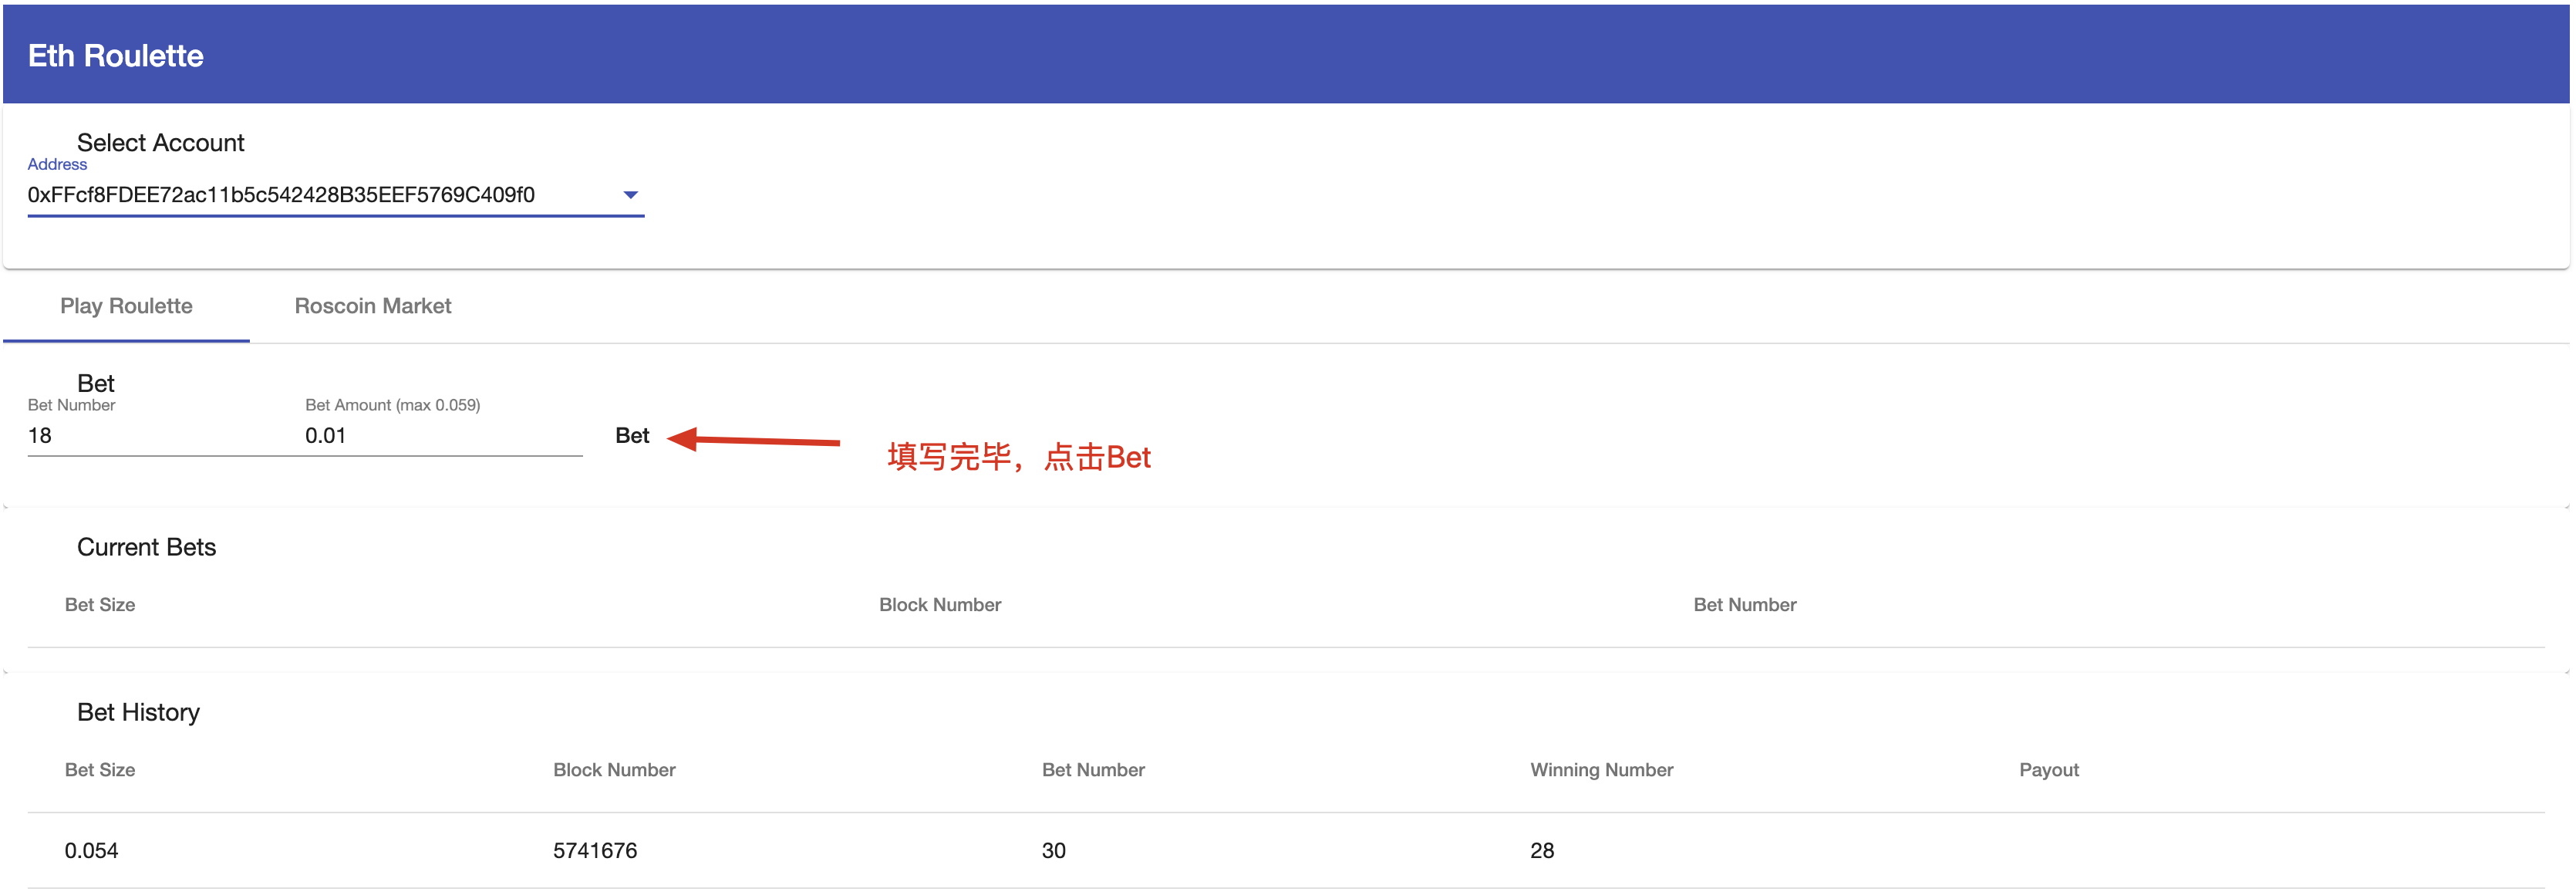 Eth Roulette
Select Account
Address
0xFFcf8FDEE72ac11b5c542428B35EEF5769C409f0
Play Roulette Roscoin Market
Bet
Bet Number Bet Amount (max 0.059)
18 0.01 Bet
填写完毕，点击Bet
Current Bets
Bet Size Block Number Bet Number
Bet History
Bet Size Block Number Bet Number Winning Number Payout
0.054 5741676 30 28